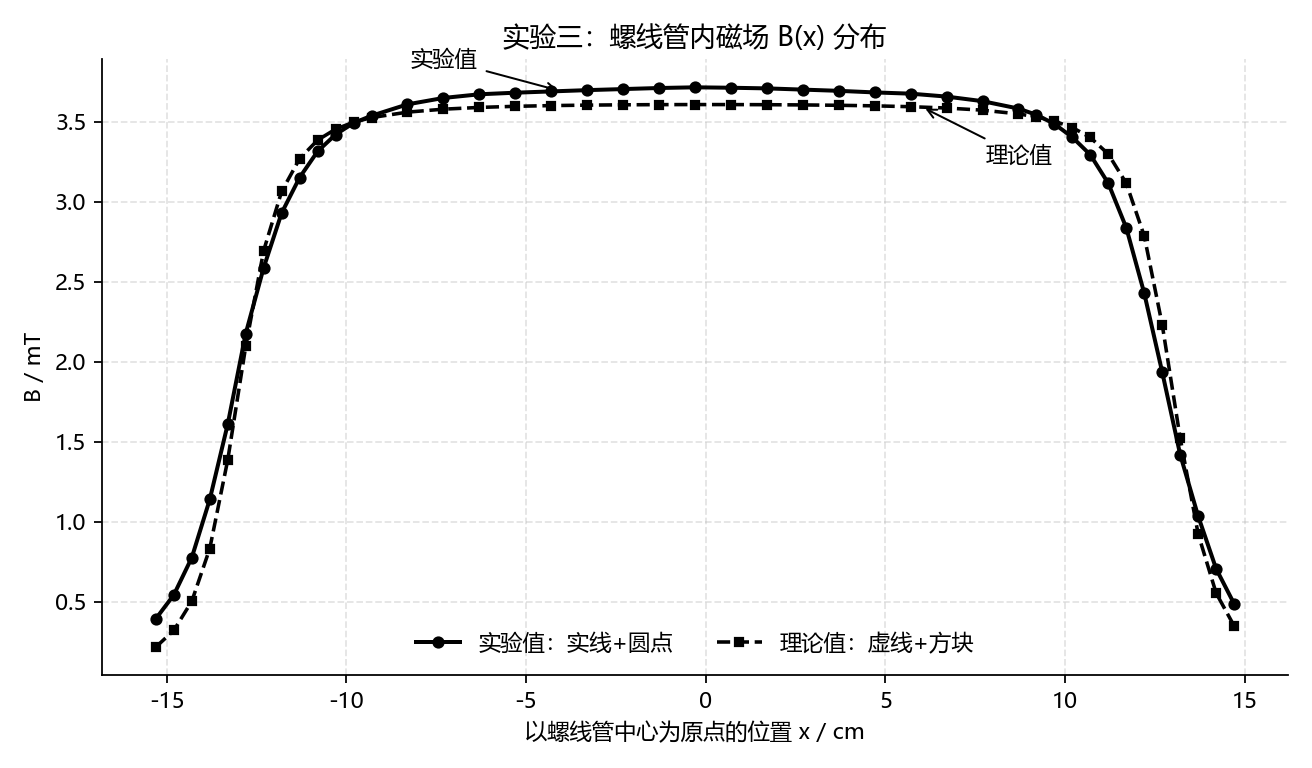 实验三：螺线管内磁场 B(x) 分布
实验值
理论值
B / mT
3.5
3.0
2.5
2.0
1.5
1.0
0.5
实验值：实线+圆点
理论值：虚线+方块
-15 -10 -5 0 5 10 15
以螺线管中心为原点的位置 x / cm